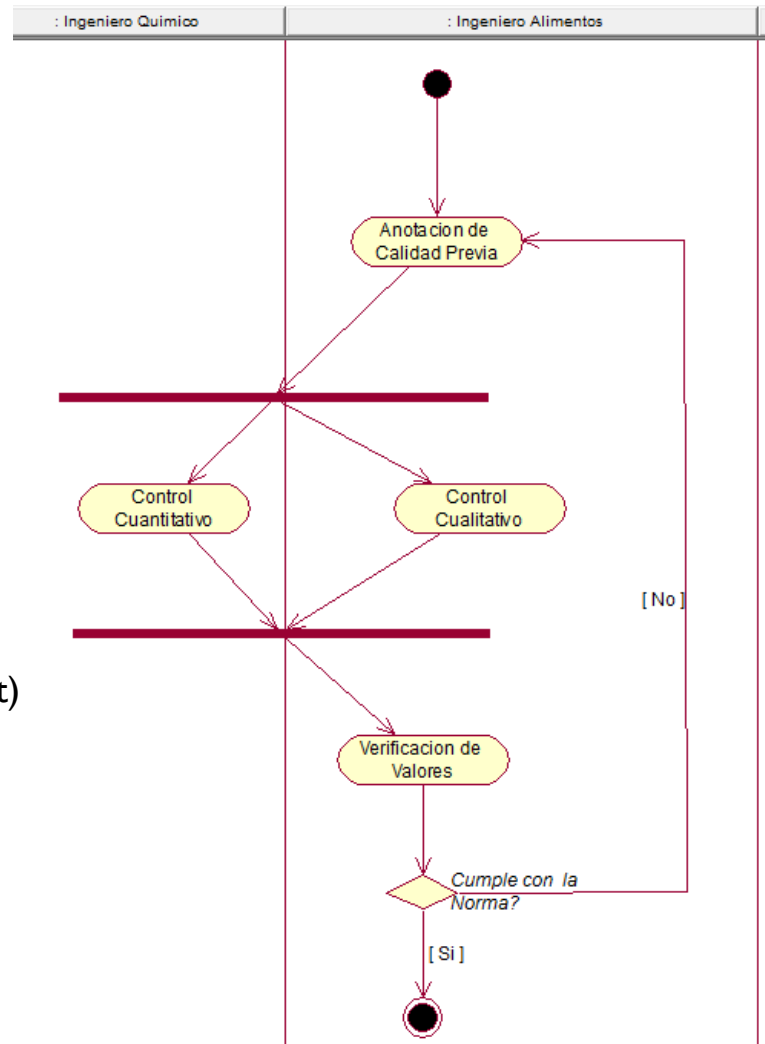 : Ingeniero Quimico
: Ingeniero Alimentos
Anotacion de
Calidad Previa
Control
Cuantitativo
Control
Cualitativo
[ No ]
t)
Verificacion de
Valores
Cumple con la
Norma?
[ Si ]